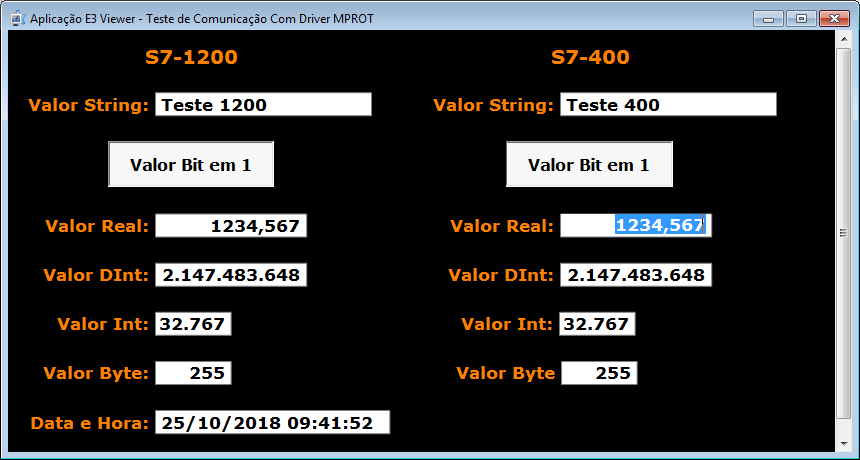 Aplicação E3 Viewer - Teste de Comunicação Com Driver MPROT
S7-1200 S7-400
Valor String: Teste 1200 Valor String: Teste 400
Valor Bit em 1 Valor Bit em 1
Valor Real: 1234,567 Valor Real: 1234,567
Valor DInt: 2.147.483.648 Valor DInt: 2.147.483.648
Valor Int: 32.767 Valor Int: 32.767
Valor Byte: 255 Valor Byte 255
Data e Hora: 25/10/2018 09:41:52